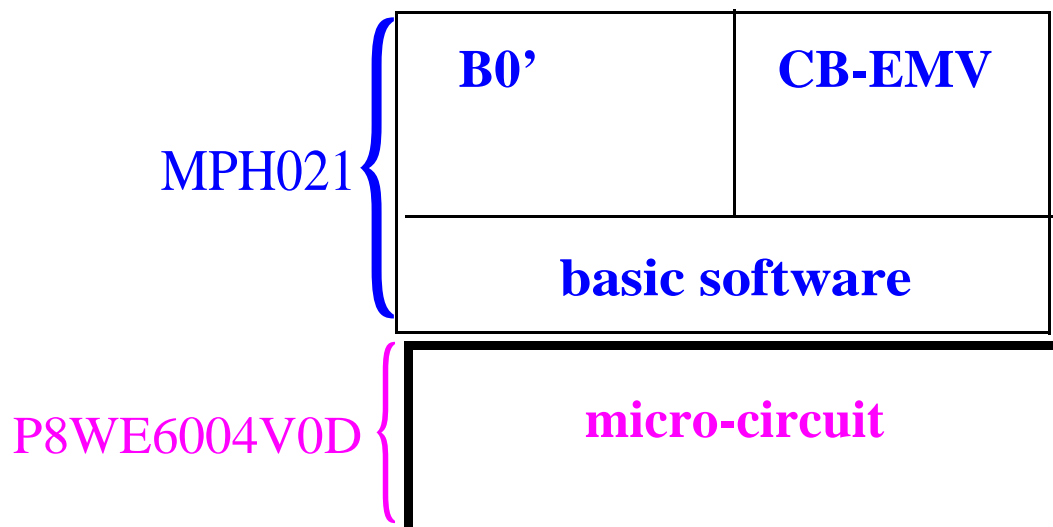 B0’
CB-EMV
MPH021
basic software
P8WE6004V0D
micro-circuit